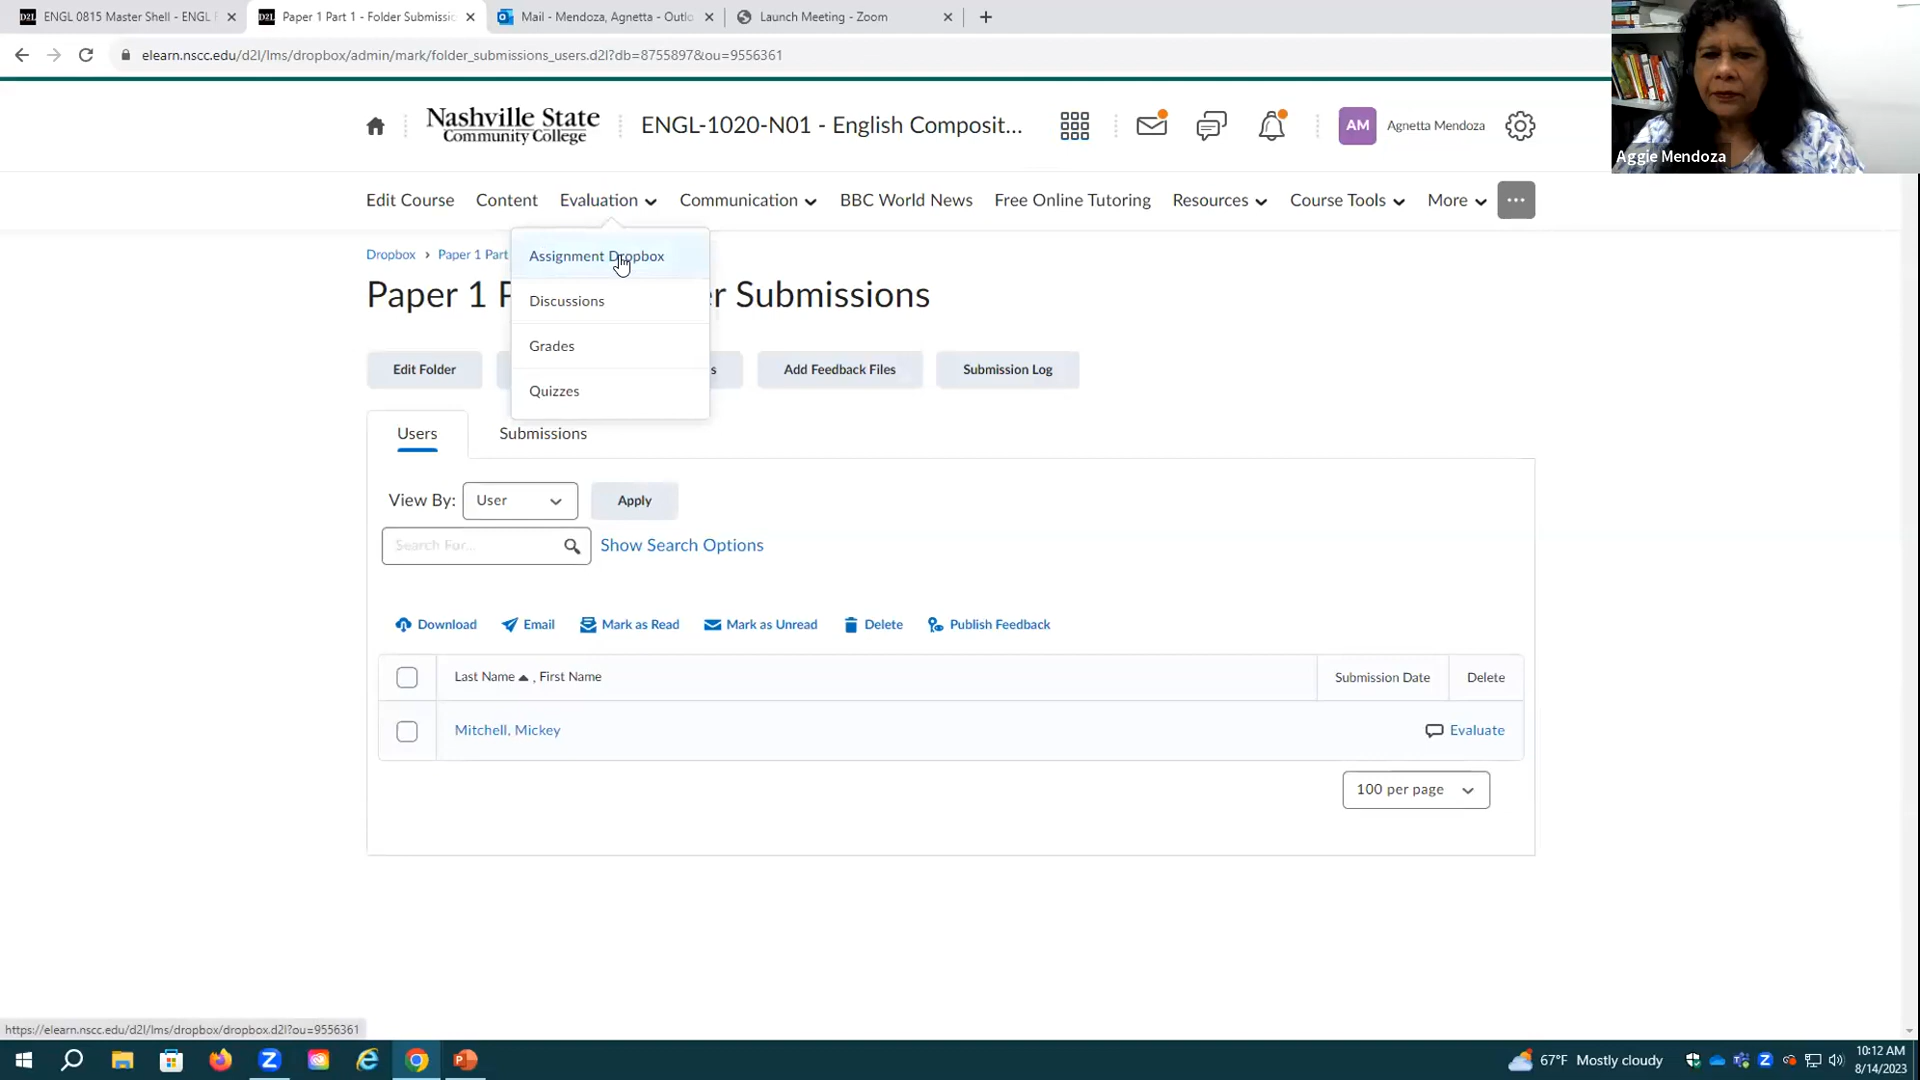 ENGL 0815 Master Shell - ENGL F
Paper 1 Part 1 - Folder Submissio
Mail - Mendoza, Agnetta - Outlo
Launch Meeting - Zoom
elearn.nscc.edu/d2l/lms/dropbox/admin/mark/folder_submissions_users.d2l?db=8755897&ou=9556361
Nashville State
Community College
ENGL-1020-N01 - English Composit...
AM
Agnetta Mendoza
Aggie Mendoza
Edit Course
Content
Evaluation
Communication
BBC World News
Free Online Tutoring
Resources
Course Tools
More
Dropbox > Paper 1 Part
Assignment Dropbox
Discussions
Grades
Quizzes
Paper 1 P
r Submissions
Edit Folder
s
Add Feedback Files
Submission Log
Users
Submissions
View By:
User
Apply
Search For...
Show Search Options
Download
Email
Mark as Read
Mark as Unread
Delete
Publish Feedback
Last Name , First Name
Submission Date
Delete
Mitchell, Mickey
Evaluate
100 per page
https://elearn.nscc.edu/d2l/lms/dropbox/dropbox.d2l?ou=9556361
67°F Mostly cloudy
10:12 AM
8/14/2023